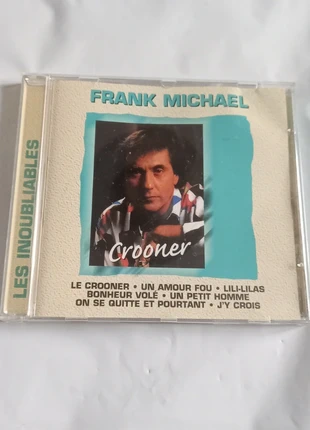 FRANK MICHAEL
LES INOUBLIABLES
Crooner
LE CROONER • UN AMOUR FOU • LILI-LILAS
BONHEUR VOLÉ • UN PETIT HOMME
ON SE QUITTE ET POURTANT • J'Y CROIS